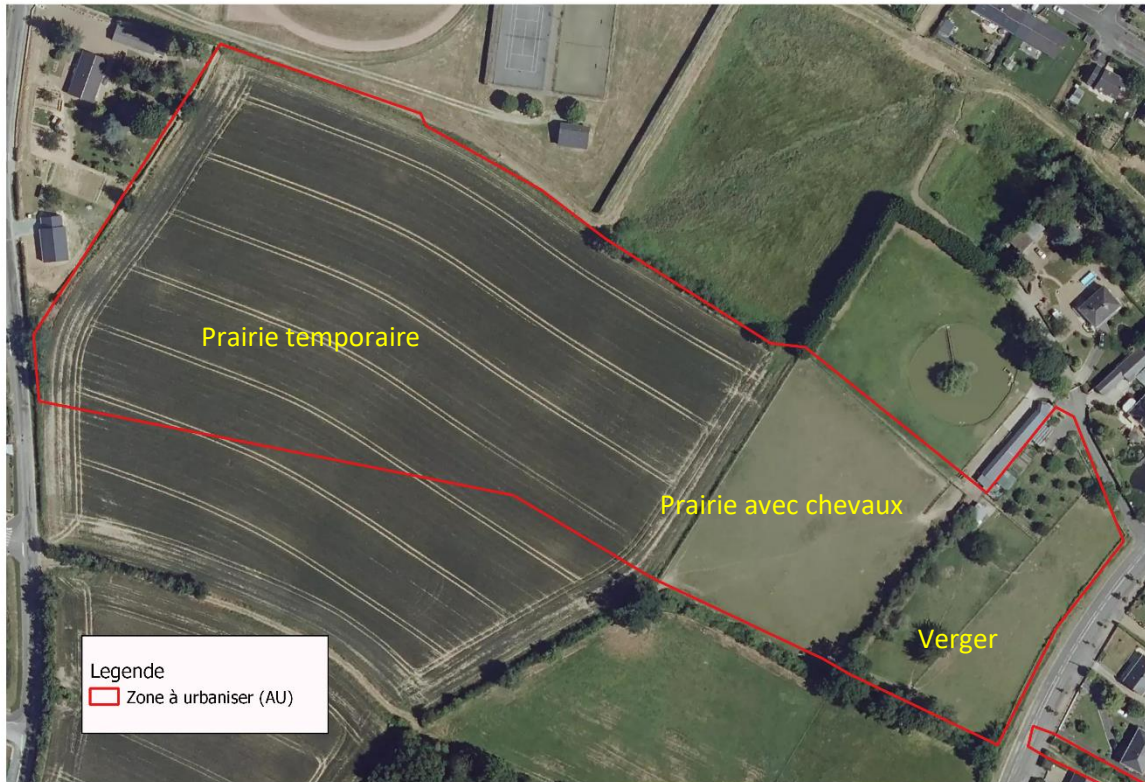 Prairie temporaire
Prairie avec chevaux
Verger
Legende
Zone à urbaniser (AU)